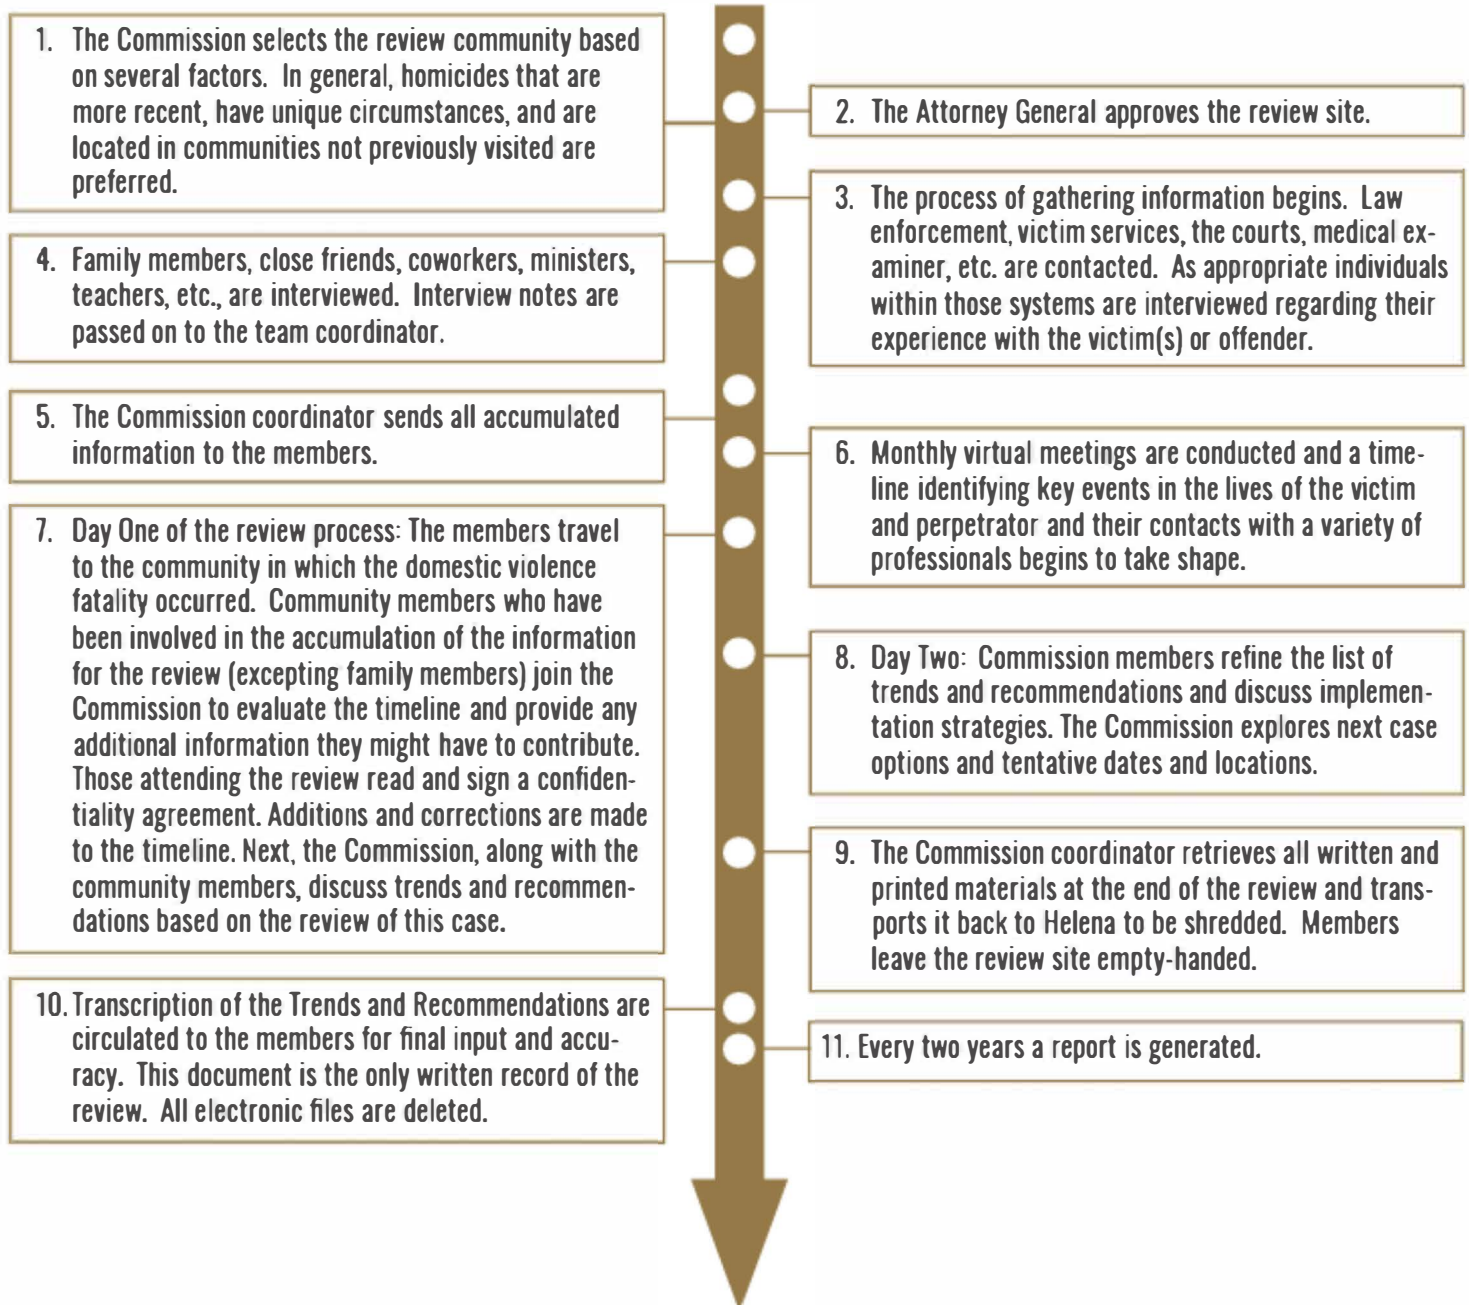 1. The Commission selects the review community based
on several factors. In general, homicides that are
more recent, have unique circumstances, and are
located in communities not previously visited are
preferred.
2. The Attorney General approves the review site.
3. The process of gathering information begins. Law
enforcement, victim services, the courts, medical ex-
aminer, etc. are contacted. As appropriate individuals
within those systems are interviewed regarding their
experience with the victim(s) or offender.
4. Family members, close friends, coworkers, ministers,
teachers, etc., are interviewed. Interview notes are
passed on to the team coordinator.
5. The Commission coordinator sends all accumulated
information to the members.
6. Monthly virtual meetings are conducted and a time-
line identifying key events in the lives of the victim
and perpetrator and their contacts with a variety of
professionals begins to take shape.
7. Day One of the review process: The members travel
to the community in which the domestic violence
fatality occurred. Community members who have
been involved in the accumulation of the information
for the review (excepting family members) join the
Commission to evaluate the timeline and provide any
additional information they might have to contribute.
Those attending the review read and sign a confiden-
tiality agreement. Additions and corrections are made
to the timeline. Next, the Commission, along with the
community members, discuss trends and recommen-
dations based on the review of this case.
8. Day Two: Commission members refine the list of
trends and recommendations and discuss implemen-
tation strategies. The Commission explores next case
options and tentative dates and locations.
9. The Commission coordinator retrieves all written and
printed materials at the end of the review and trans-
ports it back to Helena to be shredded. Members
leave the review site empty-handed.
10. Transcription of the Trends and Recommendations are
circulated to the members for final input and accu-
racy. This document is the only written record of the
review. All electronic files are deleted.
11. Every two years a report is generated.